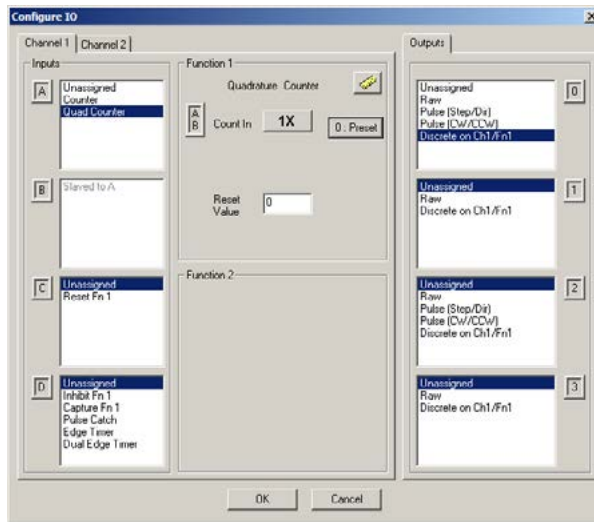 Configure IO
Channel 1
Channel 2
Inputs
A
Unassigned
Counter
Quad Counter
B
Slaved to A
C
Unassigned
Reset Fn 1
D
Unassigned
Inhibit Fn 1
Capture Fn 1
Pulse Catch
Edge Timer
Dual Edge Timer
Function 1
Quadrature Counter
A
B
Count In
1X
0 : Preset
Reset
Value
0
Function 2
Outputs
Unassigned
Raw
Pulse (Step/Dir)
Pulse (CW/CCW)
Discrete on Ch1/Fn1
0
Unassigned
Raw
Discrete on Ch1/Fn1
1
Unassigned
Raw
Pulse (Step/Dir)
Pulse (CW/CCW)
Discrete on Ch1/Fn1
2
Unassigned
Raw
Discrete on Ch1/Fn1
3
OK
Cancel